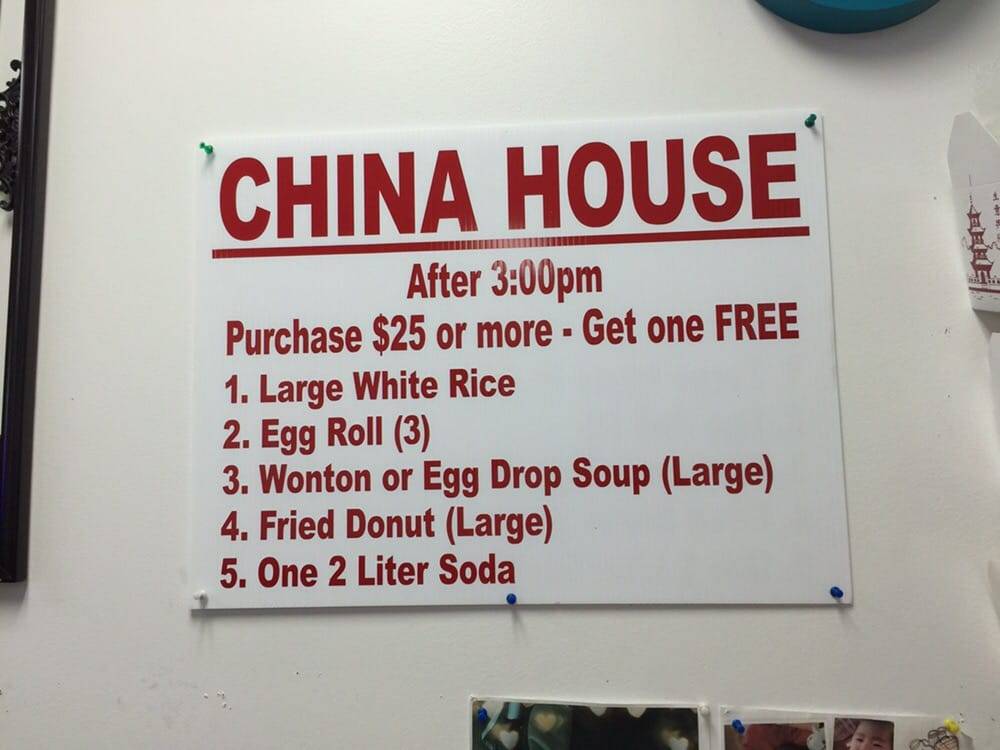 CHINA HOUSE
After 3:00pm
Purchase $25 or more - Get one FREE
1. Large White Rice
2. Egg Roll (3)
3. Wonton or Egg Drop Soup (Large)
4. Fried Donut (Large)
5. One 2 Liter Soda